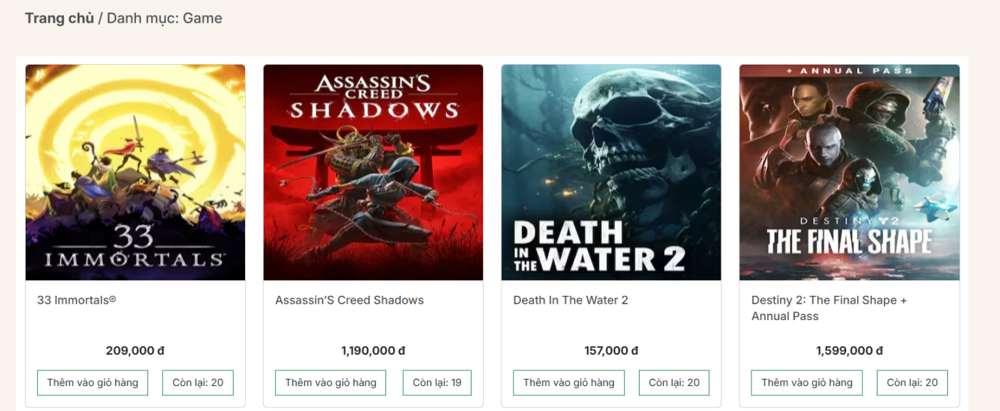 Trang chủ / Danh mục: Game
33
IMMORTALS™
ASSASSIN'S
CREED
SHADOWS
DEATH
IN THE WATER 2
+ ANNUAL PASS
DESTINY 2
THE FINAL SHAPE
33 Immortals®
Assassin’S Creed Shadows
Death In The Water 2
Destiny 2: The Final Shape +
Annual Pass
209,000 đ
1,190,000 đ
157,000 đ
1,599,000 đ
Thêm vào giỏ hàng
Còn lại: 20
Thêm vào giỏ hàng
Còn lại: 19
Thêm vào giỏ hàng
Còn lại: 20
Thêm vào giỏ hàng
Còn lại: 20